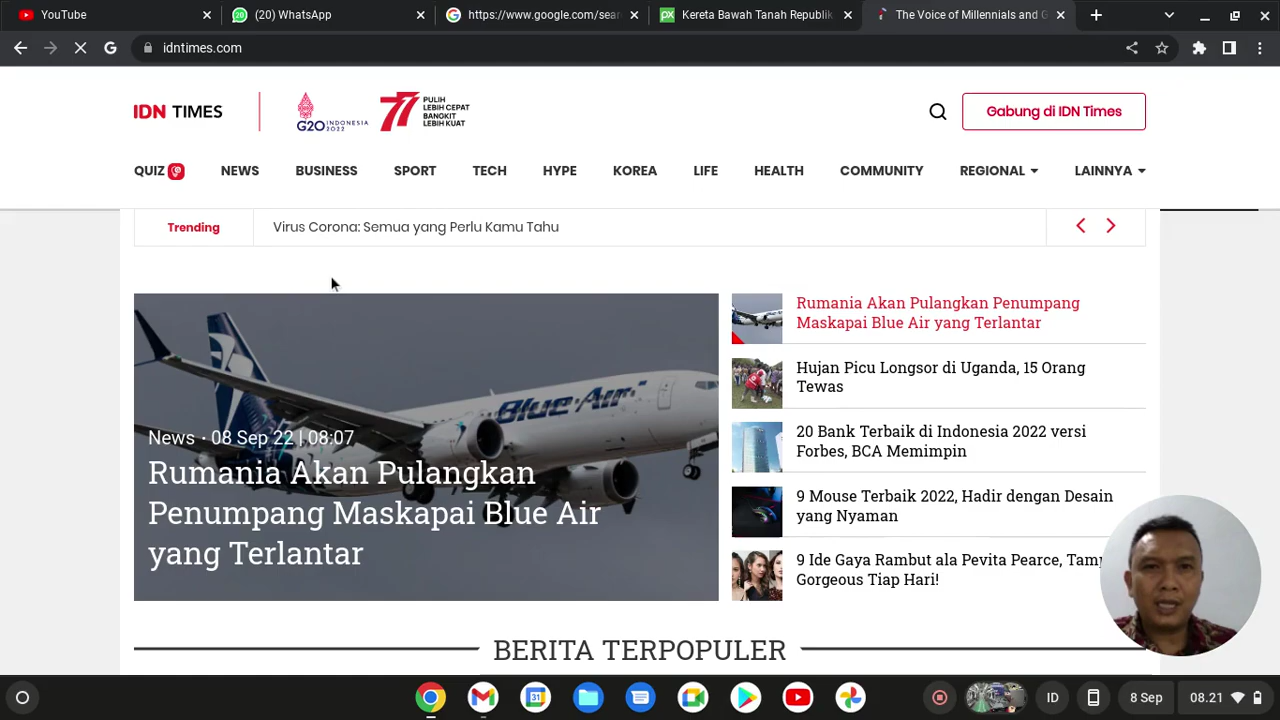 YouTube
(20) WhatsApp
https://www.google.com/sear
Kereta Bawah Tanah Republik
The Voice of Millennials and G
idntimes.com
IDN TIMES
G20 INDONESIA
2022
77
PULIH
LEBIH CEPAT
BANGKIT
LEBIH KUAT
Gabung di IDN Times
QUIZ
NEWS
BUSINESS
SPORT
TECH
HYPE
KOREA
LIFE
HEALTH
COMMUNITY
REGIONAL
LAINNYA
Trending
Virus Corona: Semua yang Perlu Kamu Tahu
Blue Air
News · 08 Sep 22 | 08:07
Rumania Akan Pulangkan
Penumpang Maskapai Blue Air
yang Terlantar
Rumania Akan Pulangkan Penumpang
Maskapai Blue Air yang Terlantar
Hujan Picu Longsor di Uganda, 15 Orang
Tewas
20 Bank Terbaik di Indonesia 2022 versi
Forbes, BCA Memimpin
9 Mouse Terbaik 2022, Hadir dengan Desain
yang Nyaman
9 Ide Gaya Rambut ala Pevita Pearce, Tamp
Gorgeous Tiap Hari!
BERITA TERPOPULER
31
ID
8 Sep
08.21